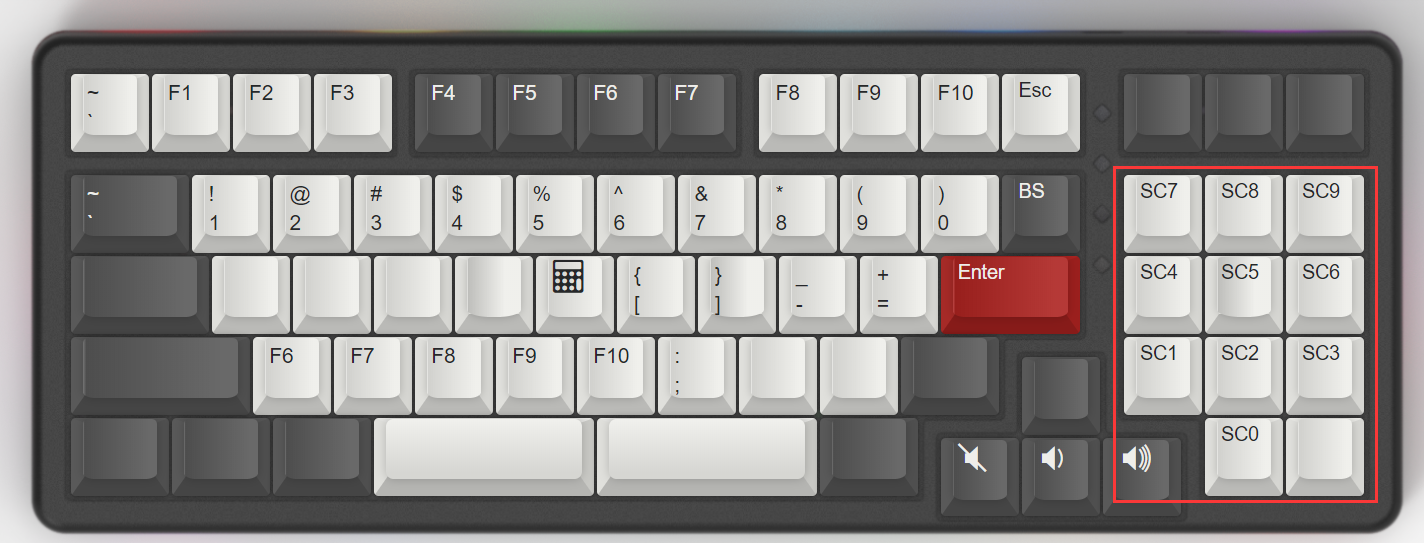 ~ F1 F2 F3 F4 F5 F6 F7 F8 F9 F10 Esc
`
~ ! @ # $ % ^ & * ( ) BS SC7 SC8 SC9
` 1 2 3 4 5 6 7 8 9 0
{ } _ + Enter SC4 SC5 SC6
[ ] - =
F6 F7 F8 F9 F10 : SC1 SC2 SC3
;
SC0